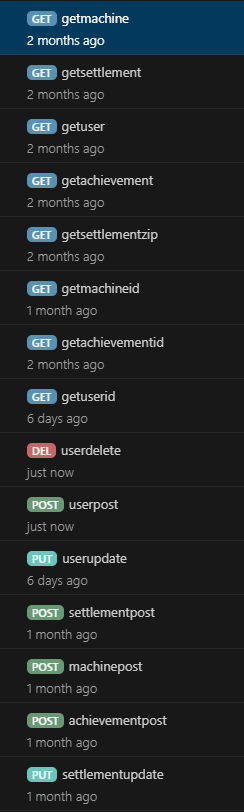 GET getmachine
2 months ago
GET getsettlement
2 months ago
GET getuser
2 months ago
GET getachievement
2 months ago
GET getsettlementzip
2 months ago
GET getmachineid
1 month ago
GET getachievementid
2 months ago
GET getuserid
6 days ago
DEL userdelete
just now
POST userpost
just now
PUT userupdate
6 days ago
POST settlementpost
1 month ago
POST machinepost
1 month ago
POST achievementpost
1 month ago
PUT settlementupdate
1 month ago